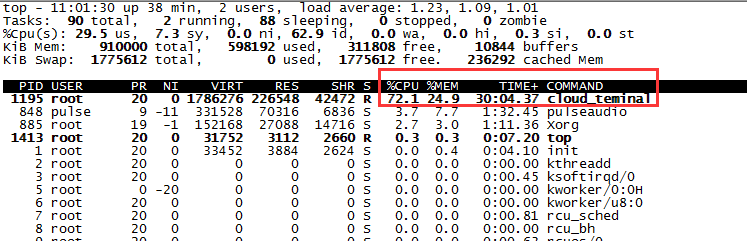 top - 11:01:30 up 38 min, 2 users, load average: 1.23, 1.09, 1.01
Tasks: 90 total, 2 running, 88 sleeping, 0 stopped, 0 zombie
%Cpu(s): 29.5 us, 7.3 sy, 0.0 ni, 62.9 id, 0.0 wa, 0.0 hi, 0.3 si, 0.0 st
KiB Mem: 910000 total, 598192 used, 311808 free, 10844 buffers
KiB Swap: 1775612 total, 0 used, 1775612 free. 236292 cached Mem
PID USER PR NI VIRT RES SHR S %CPU %MEM TIME+ COMMAND
1195 root 20 0 1786276 226548 42472 R 72.1 24.9 30:04.37 cloud_teminal
848 pulse 9 -11 331528 70316 6836 S 3.7 7.7 1:32.45 pulseaudio
885 root 19 -1 152168 27088 14716 S 2.7 3.0 1:11.36 Xorg
1413 root 20 0 31752 3112 2660 R 0.3 0.3 0:07.20 top
1 root 20 0 33452 3884 2624 S 0.0 0.4 0:04.10 init
2 root 20 0 0 0 0 S 0.0 0.0 0:00.00 kthreadd
3 root 20 0 0 0 0 S 0.0 0.0 0:00.45 ksoftirqd/0
5 root 0 -20 0 0 0 S 0.0 0.0 0:00.00 kworker/0:0H
6 root 20 0 0 0 0 S 0.0 0.0 0:00.00 kworker/u8:0
7 root 20 0 0 0 0 S 0.0 0.0 0:00.81 rcu_sched
8 root 20 0 0 0 0 S 0.0 0.0 0:00.00 rcu_bh
root 20 0 0 0 0 S 0.0 0.0 0:00.63